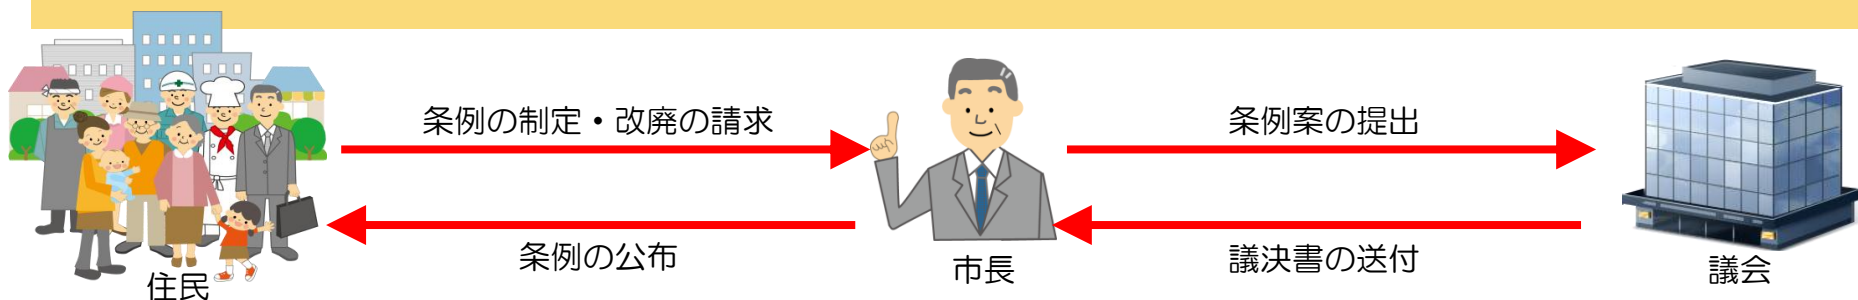 条例の制定・改廃の請求
条例案の提出
条例の公布
議決書の送付
住民
市長
議会